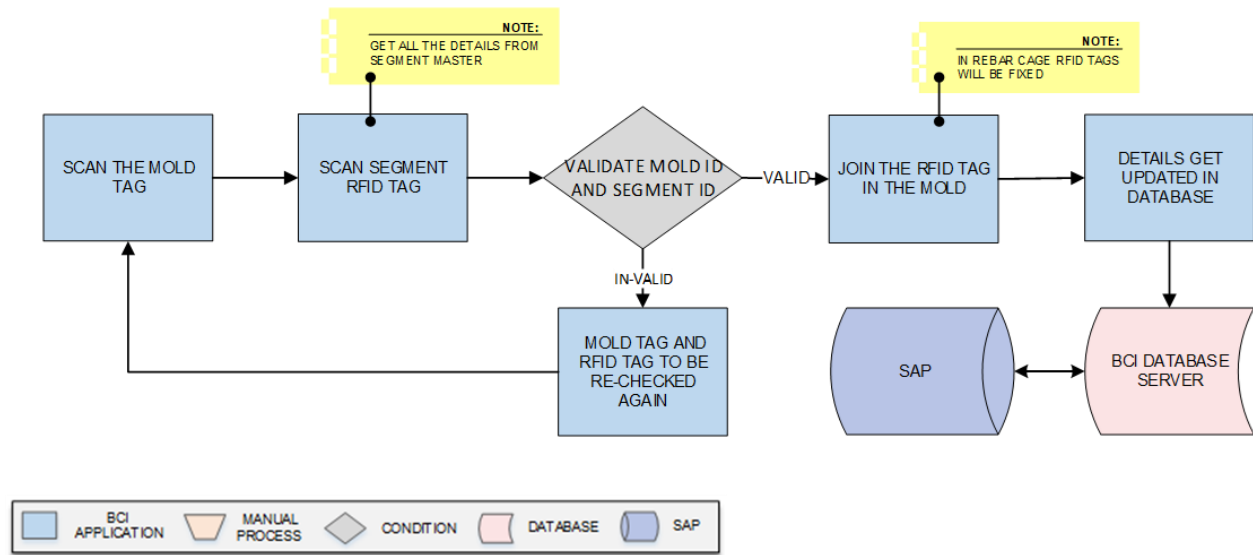 NOTE:
GET ALL THE DETAILS FROM
SEGMENT MASTER
NOTE:
IN REBAR CAGE RFID TAGS
WILL BE FIXED
SCAN THE MOLD
TAG
SCAN SEGMENT
RFID TAG
VALIDATE MOLD ID
AND SEGMENT ID
VALID
JOIN THE RFID TAG
IN THE MOLD
DETAILS GET
UPDATED IN
DATABASE
IN-VALID
MOLD TAG AND
RFID TAG TO BE
RE-CHECKED
AGAIN
SAP
BCI DATABASE
SERVER
BCI
APPLICATION
MANUAL
PROCESS
CONDITION
DATABASE
SAP